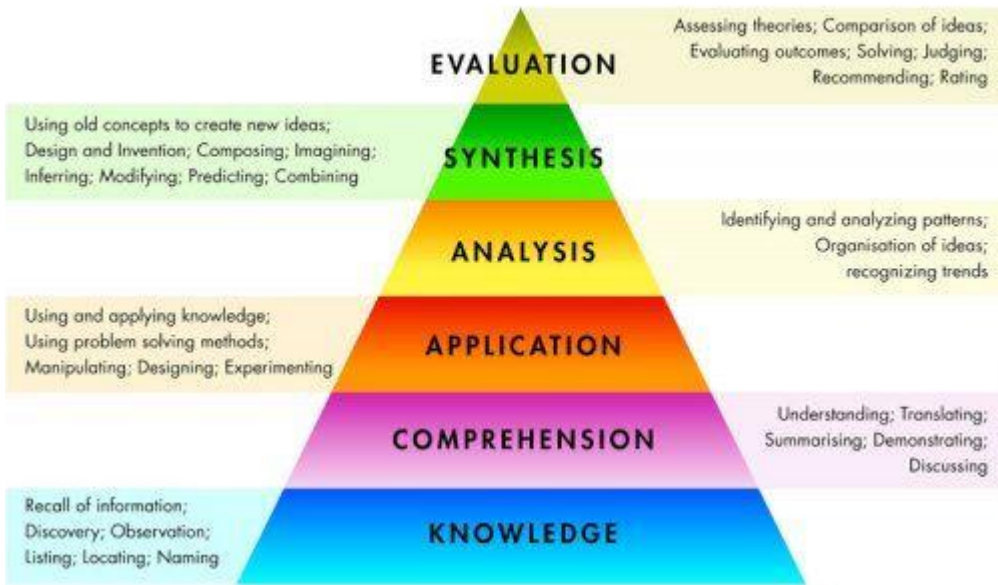 EVALUATION
Assessing theories; Comparison of ideas;
Evaluating outcomes; Solving; Judging;
Recommending; Rating
Using old concepts to create new ideas;
Design and Invention; Composing; Imagining;
Inferring; Modifying; Predicting; Combining
SYNTHESIS
ANALYSIS
Identifying and analyzing patterns;
Organisation of ideas;
recognizing trends
Using and applying knowledge;
Using problem solving methods;
Manipulating; Designing; Experimenting
APPLICATION
COMPREHENSION
Understanding; Translating;
Summarising; Demonstrating;
Discussing
Recall of information;
Discovery; Observation;
Listing; Locating; Naming
KNOWLEDGE